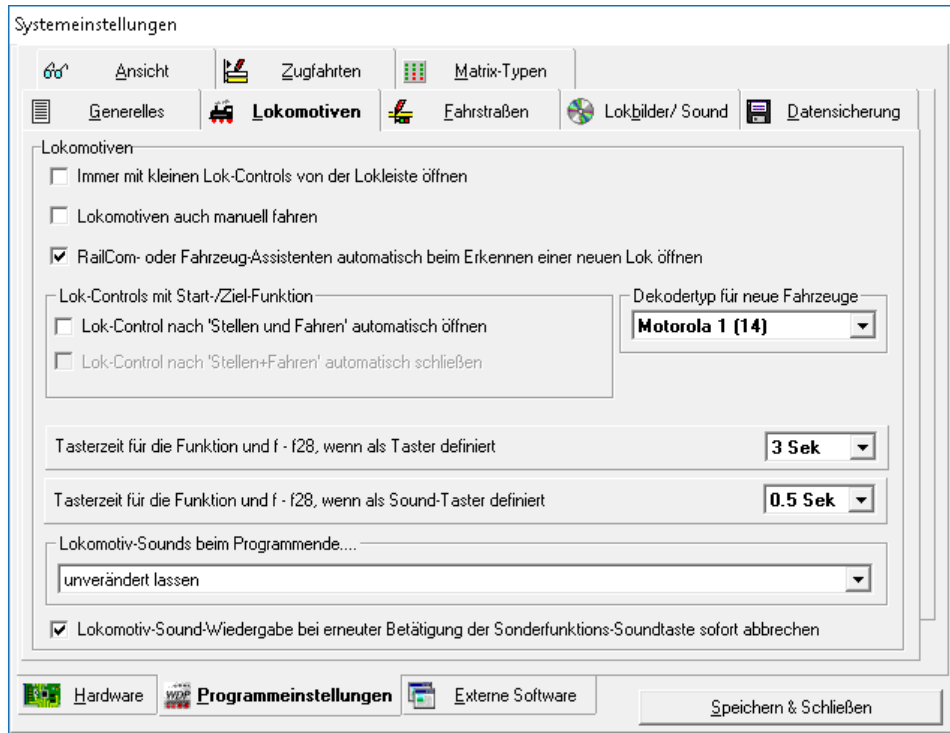 Systemeinstellungen
Ansicht
Zugfahrten
Matrix-Typen
Generelles
Lokomotiven
Fahrstraßen
Lokbilder/ Sound
Datensicherung
Lokomotiven
Immer mit kleinen Lok-Controls von der Lokleiste öffnen
Lokomotiven auch manuell fahren
RailCom- oder Fahrzeug-Assistenten automatisch beim Erkennen einer neuen Lok öffnen
Lok-Controls mit Start-/Ziel-Funktion
Lok-Control nach 'Stellen und Fahren' automatisch öffnen
Lok-Control nach 'Stellen+Fahren' automatisch schließen
Dekodertyp für neue Fahrzeuge
Motorola 1 (14)
Tasterzeit für die Funktion und f - f28, wenn als Taster definiert
3 Sek
Tasterzeit für die Funktion und f - f28, wenn als Sound-Taster definiert
0.5 Sek
Lokomotiv-Sounds beim Programmende....
unverändert lassen
Lokomotiv-Sound-Wiedergabe bei erneuter Betätigung der Sonderfunktions-Soundtaste sofort abbrechen
Hardware
WDP
Programmeinstellungen
Externe Software
Speichern & Schließen